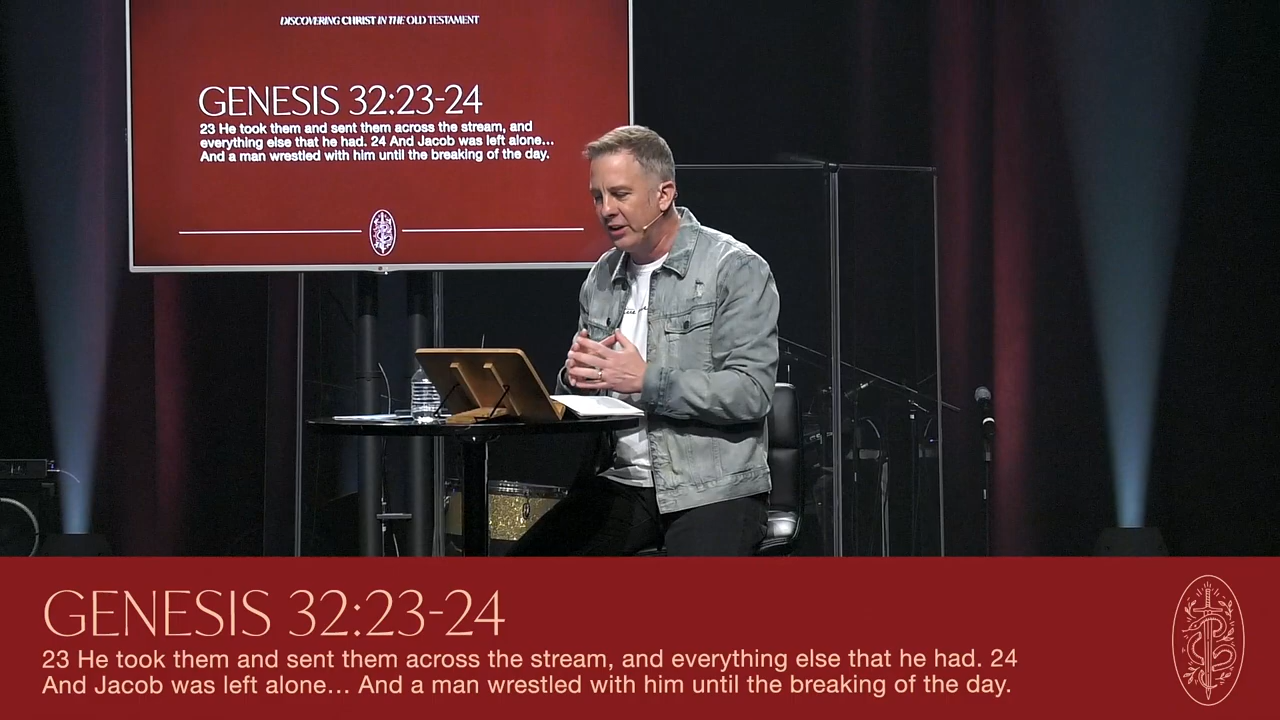 DISCOVERING CHRIST IN THE OLD TESTAMENT
GENESIS 32:23-24
23 He took them and sent them across the stream, and
everything else that he had. 24 And Jacob was left alone...
And a man wrestled with him until the breaking of the day.
GENESIS 32:23-24
23 He took them and sent them across the stream, and everything else that he had. 24
And Jacob was left alone... And a man wrestled with him until the breaking of the day.